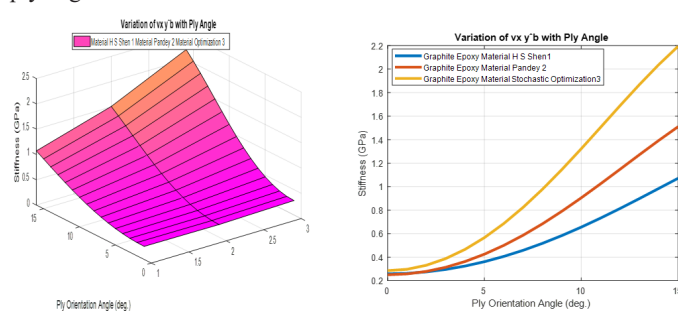 Variation of vx y^b with Ply Angle
Material H S Shen 1 Material Pandey 2 Material Optimization 3
2.5
2
1.5
1
0.5
0
Stiffness (GPa)
15
10
5
0
1
1.5
2
2.5
3
Ply Orientation Angle (deg.)
Variation of vx y^b with Ply Angle
Graphite Epoxy Material H S Shen1
Graphite Epoxy Material Pandey 2
Graphite Epoxy Material Stochastic Optimization3
2.2
2
1.8
1.6
1.4
1.2
1
0.8
0.6
0.4
0.2
Stiffness (GPa)
5
10
15
Ply Orientation Angle (deg.)